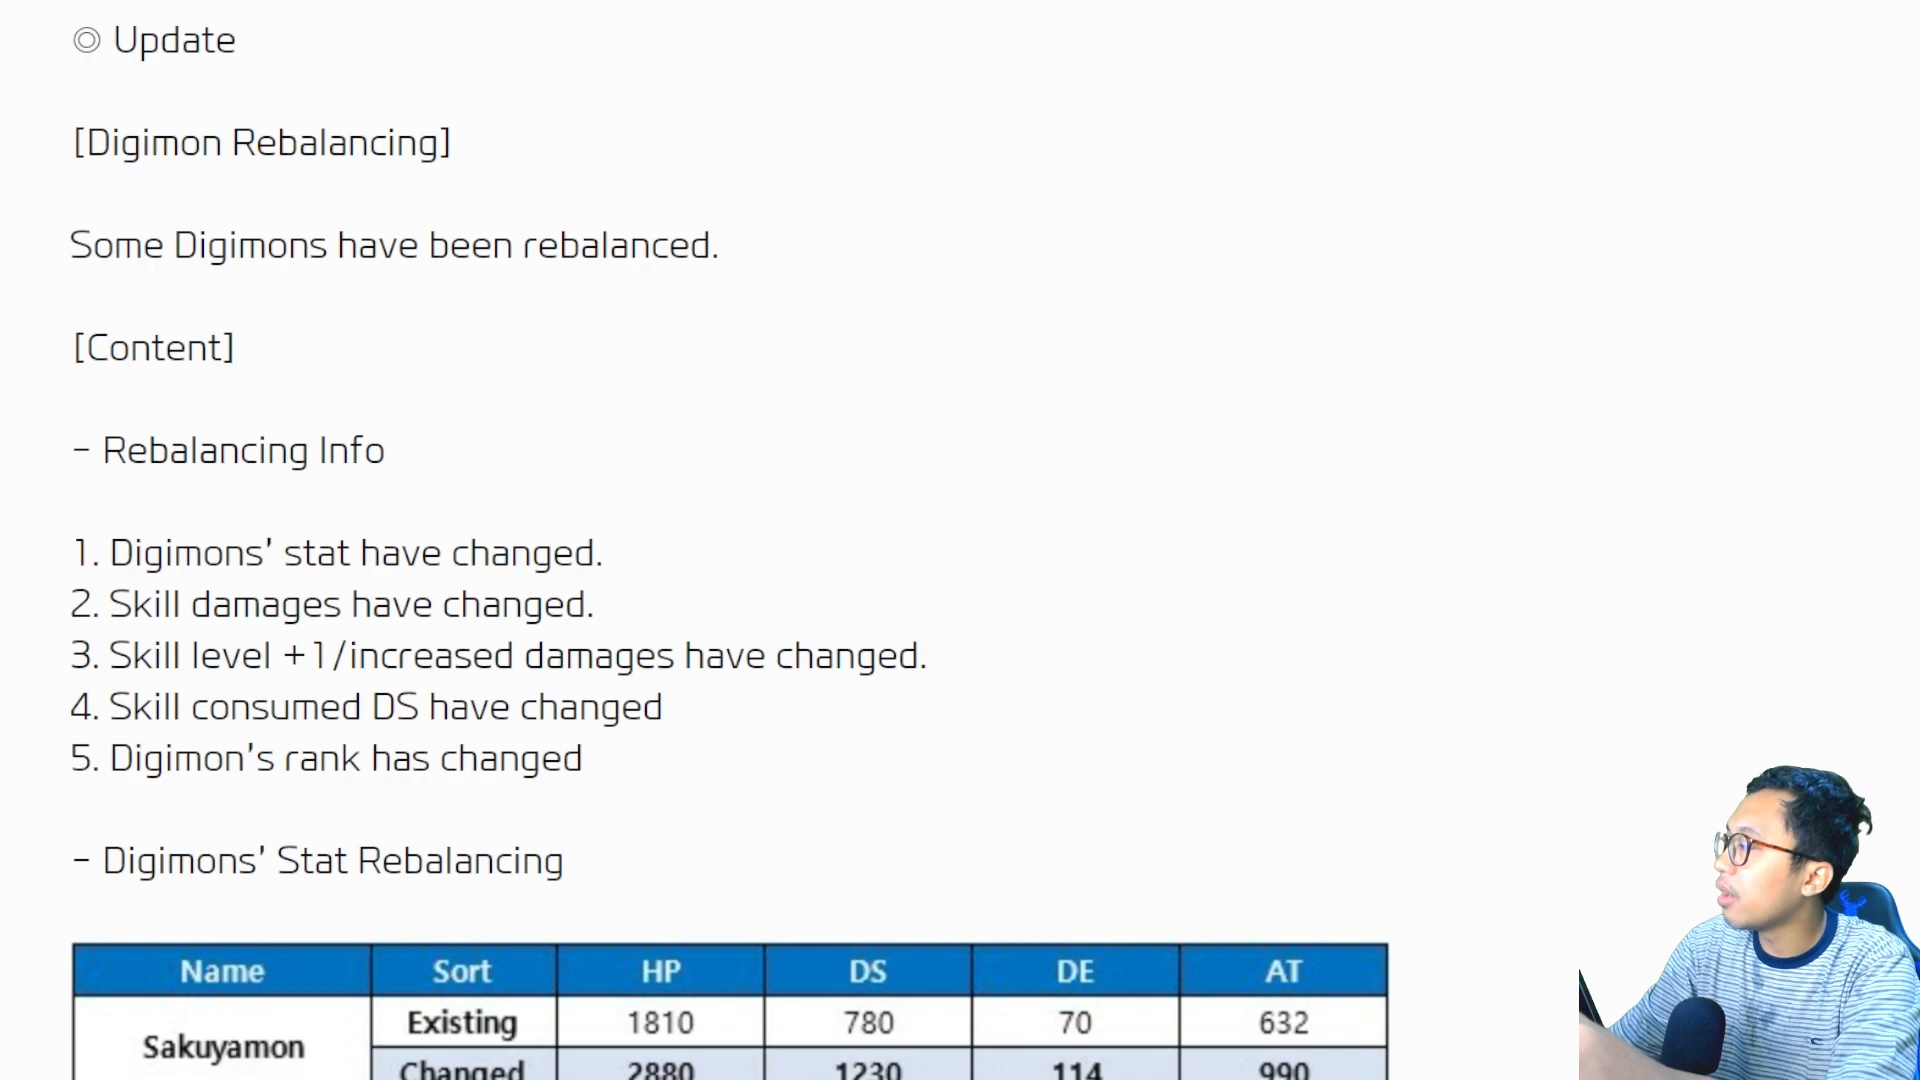 ◎ Update
[Digimon Rebalancing]
Some Digimons have been rebalanced.
[Content]
- Rebalancing Info
1. Digimons' stat have changed.
2. Skill damages have changed.
3. Skill level +1/increased damages have changed.
4. Skill consumed DS have changed
5. Digimon's rank has changed
- Digimons' Stat Rebalancing
Name Sort HP DS DE AT
Sakuyamon Existing 1810 780 70 632
Changed 2880 1230 114 990